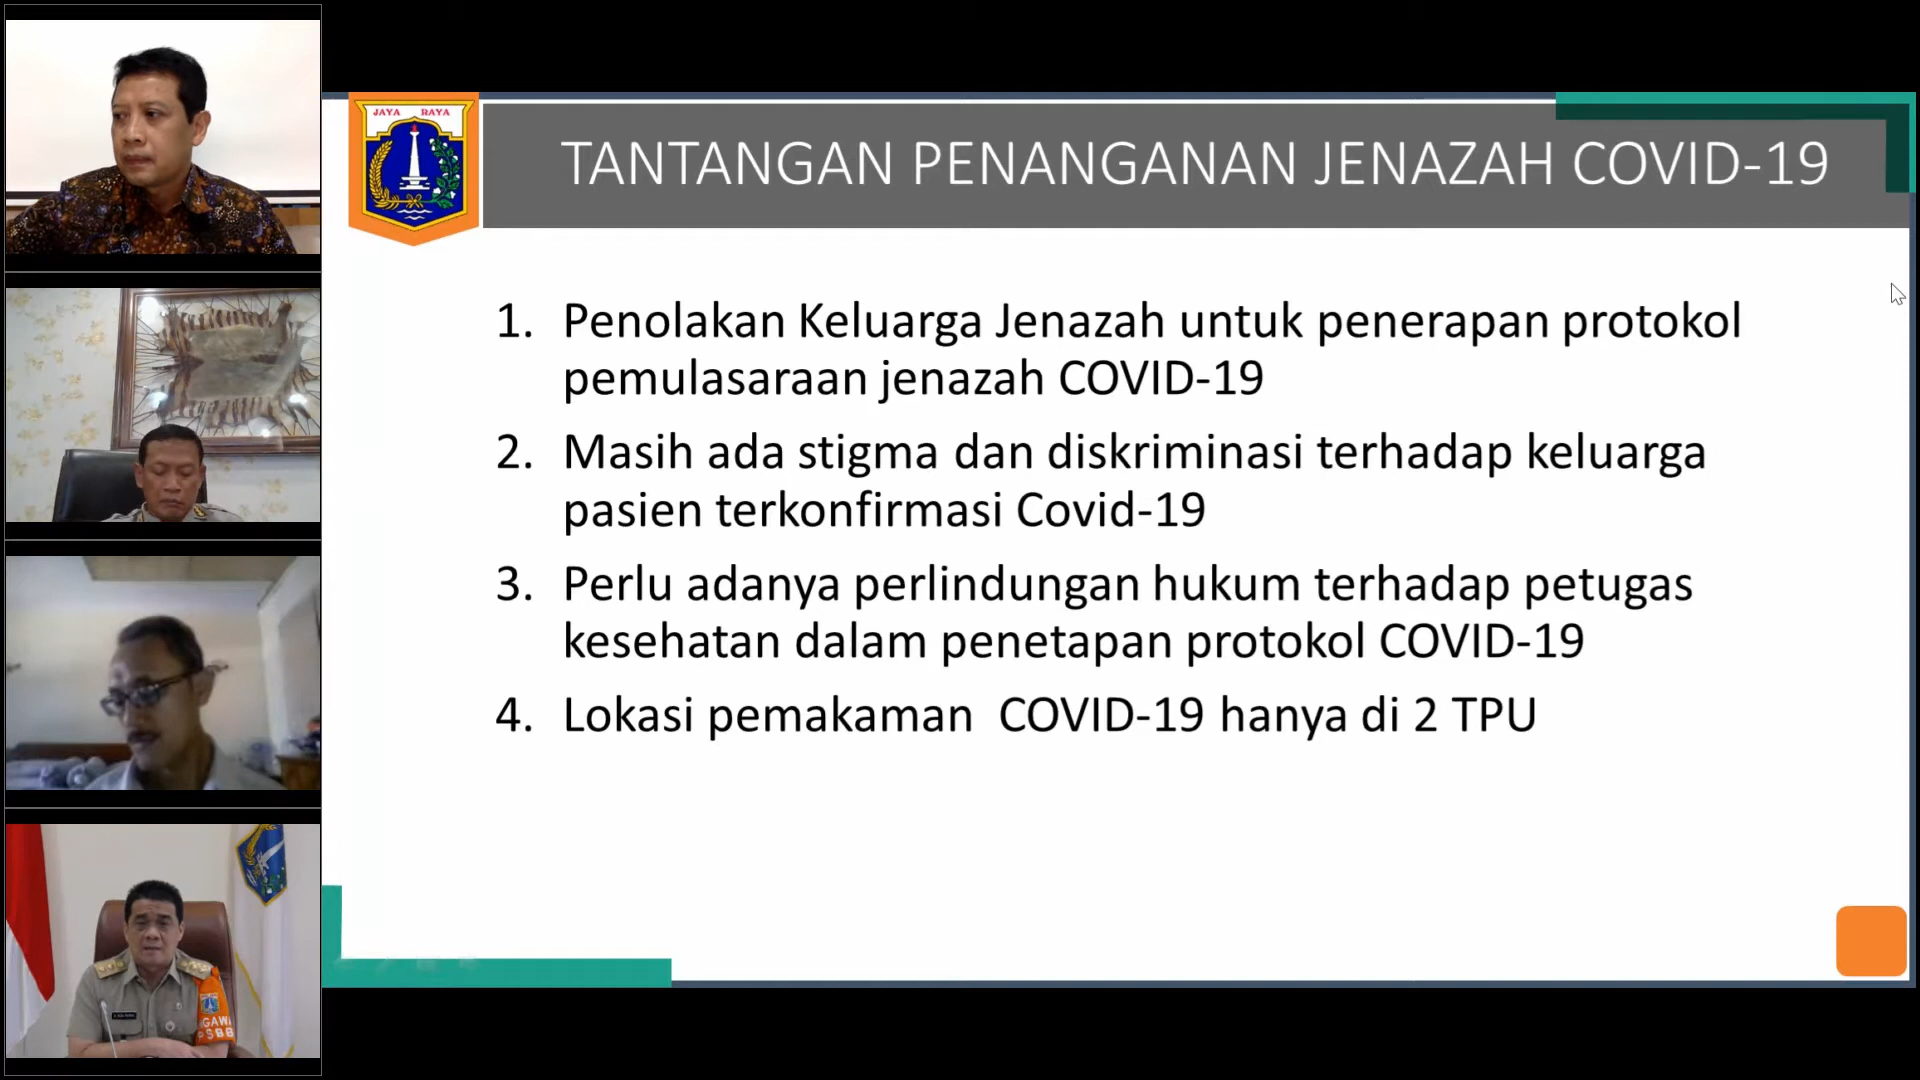 JAYA RAYA
TANTANGAN PENANGANAN JENAZAH COVID-19
1. Penolakan Keluarga Jenazah untuk penerapan protokol
pemulasaraan jenazah COVID-19
2. Masih ada stigma dan diskriminasi terhadap keluarga
pasien terkonfirmasi Covid-19
3. Perlu adanya perlindungan hukum terhadap petugas
kesehatan dalam penetapan protokol COVID-19
4. Lokasi pemakaman  COVID-19 hanya di 2 TPU